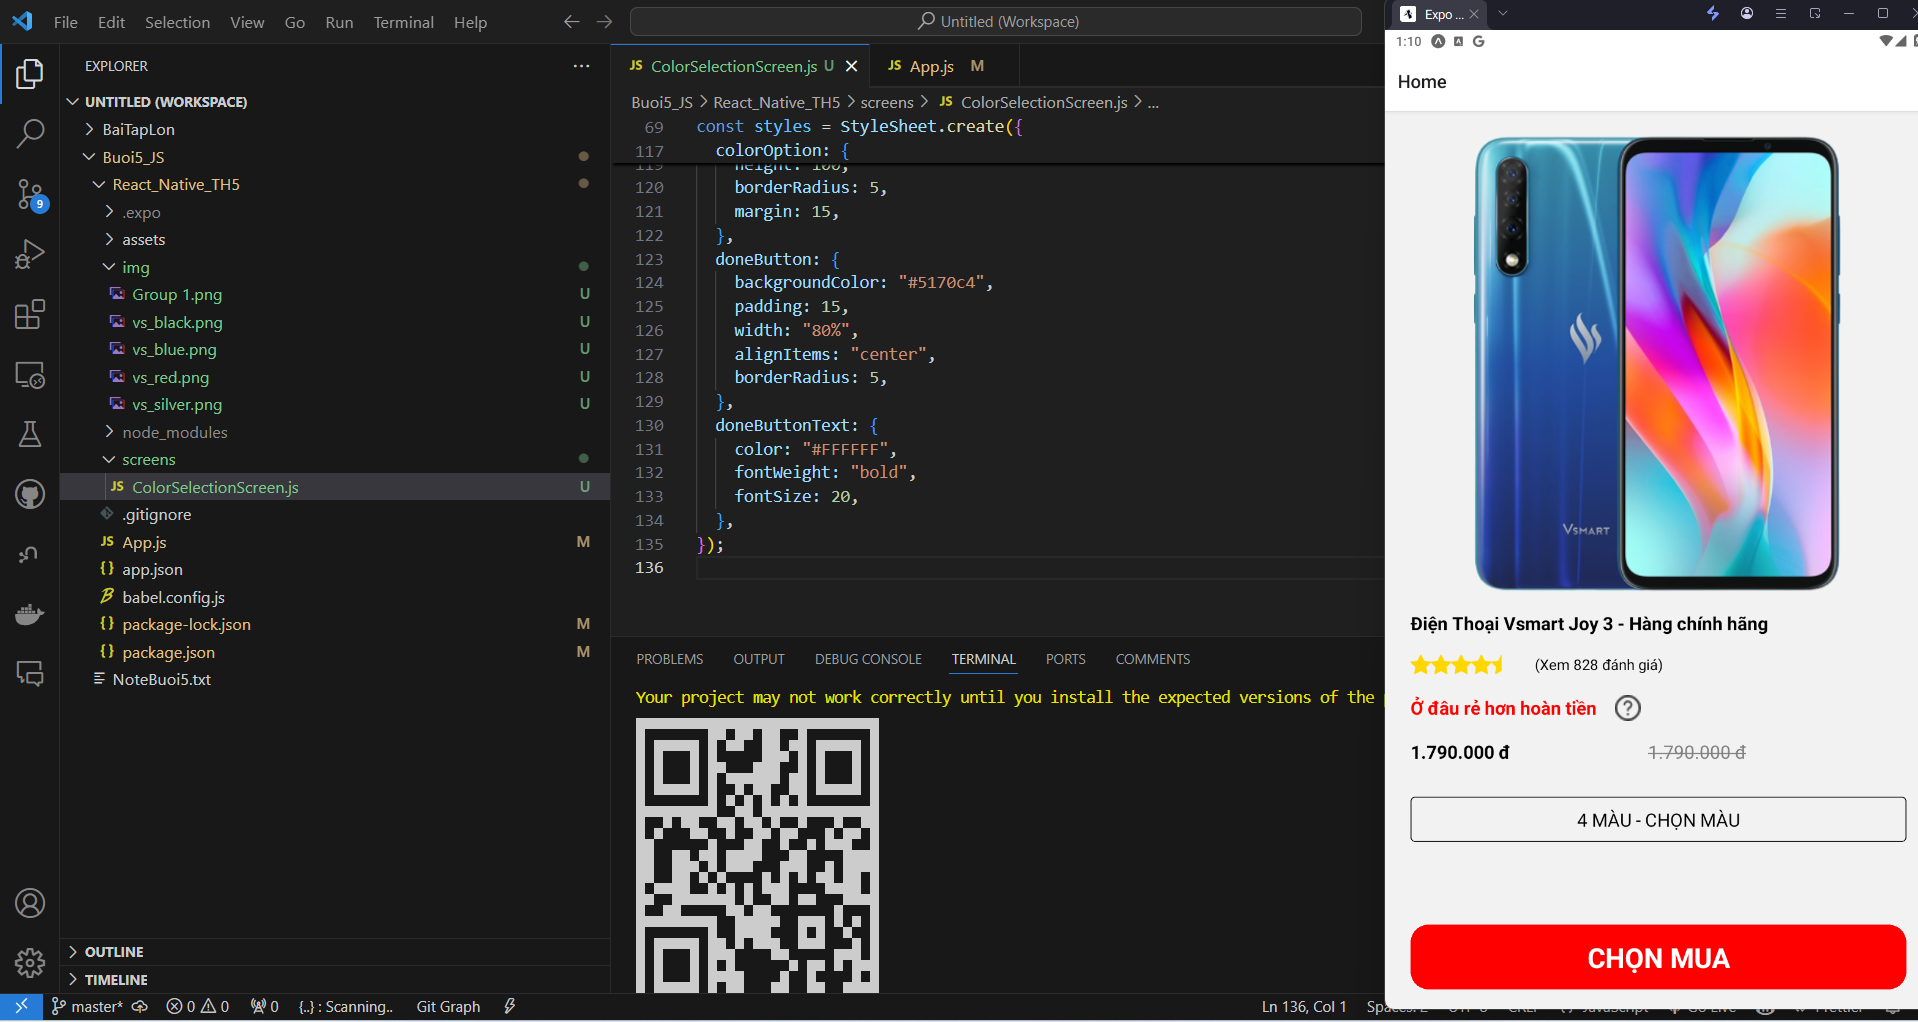 File Edit Selection View Go Run Terminal Help
Untitled (Workspace)
EXPLORER
UNTITLED (WORKSPACE)
BaiTapLon
Buoi5_JS
React_Native_TH5
.expo
assets
img
Group 1.png U
vs_black.png U
vs_blue.png U
vs_red.png U
vs_silver.png U
node_modules
screens
JS ColorSelectionScreen.js U
.gitignore
JS App.js M
{} app.json
babel.config.js
{} package-lock.json M
{} package.json M
NoteBuoi5.txt
OUTLINE
TIMELINE
9
JS ColorSelectionScreen.js U
JS App.js M
Buoi5_JS > React_Native_TH5 > screens > JS ColorSelectionScreen.js > ...
69 const styles = StyleSheet.create({
117 colorOption: {
119 height: 100,
120 borderRadius: 5,
121 margin: 15,
122 },
123 doneButton: {
124 backgroundColor: "#5170c4",
125 padding: 15,
126 width: "80%",
127 alignItems: "center",
128 borderRadius: 5,
129 },
130 doneButtonText: {
131 color: "#FFFFFF",
132 fontWeight: "bold",
133 fontSize: 20,
134 },
135 });
136
PROBLEMS OUTPUT DEBUG CONSOLE TERMINAL PORTS COMMENTS
Your project may not work correctly until you install the expected versions of the
master* 0 0 0 {..} : Scanning.. Git Graph
Ln 136, Col 1
Expo ...
1:10
Home
VSMART
Điện Thoại Vsmart Joy 3 - Hàng chính hãng
(Xem 828 đánh giá)
Ở đâu rẻ hơn hoàn tiền ?
1.790.000 đ 1.790.000 đ
4 MÀU - CHỌN MÀU
CHỌN MUA